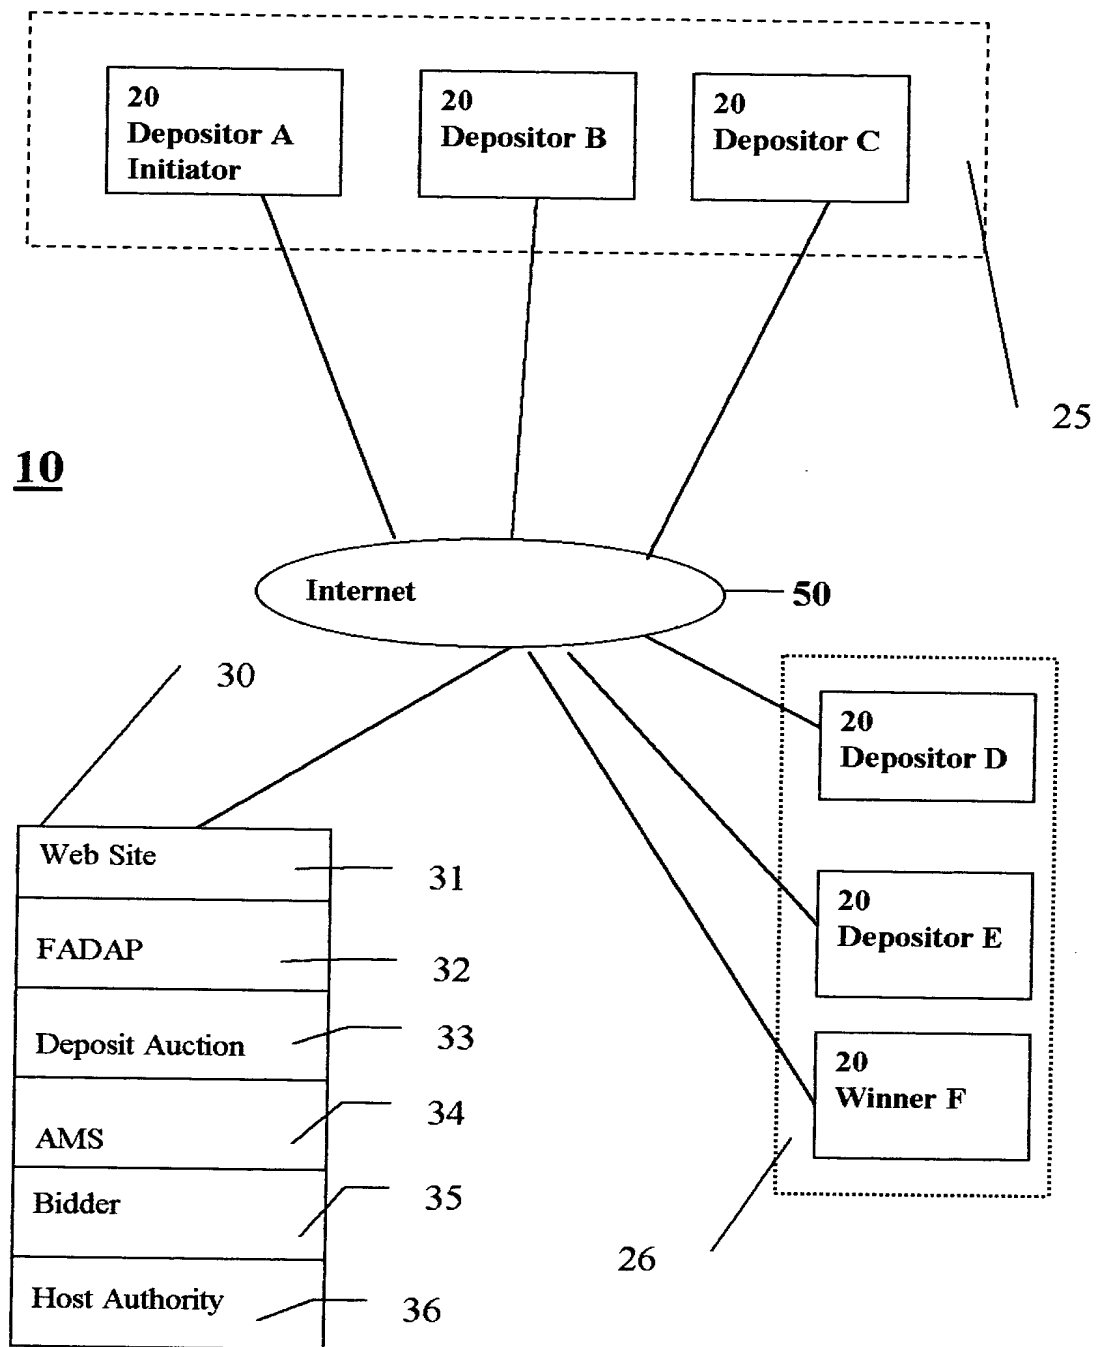 20
Depositor A
Initiator
20
Depositor B
20
Depositor C
25
10
Internet
50
30
20
Depositor D
Web Site
31
20
Depositor E
FADAP
32
Deposit Auction
33
20
Winner F
AMS
34
Bidder
35
26
Host Authority
36